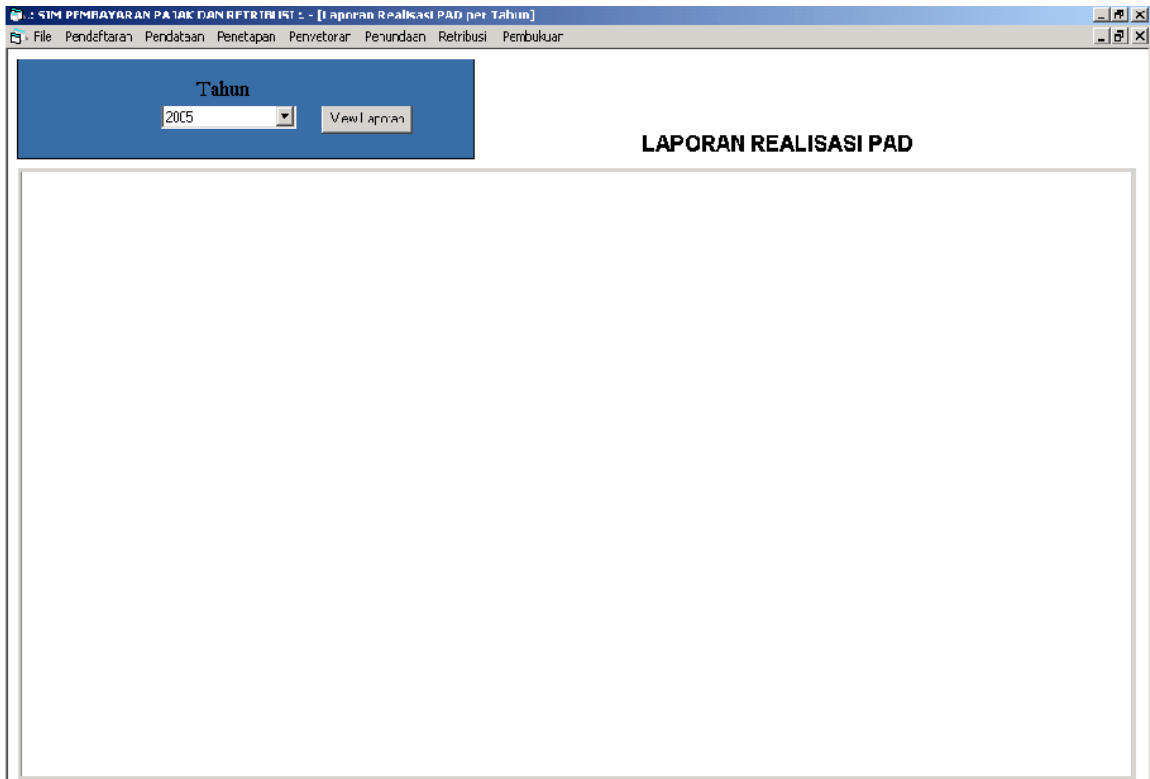 .: SIM PEMBAYARAN PAJAK DAN RETRIBUSI :. - [Laporan Realisasi PAD per Tahun]
File Pendaftaran Pendataan Penetapan Penyetoran Penundaan Retribusi Pembukuan
Tahun
2005
View Laporan
LAPORAN REALISASI PAD